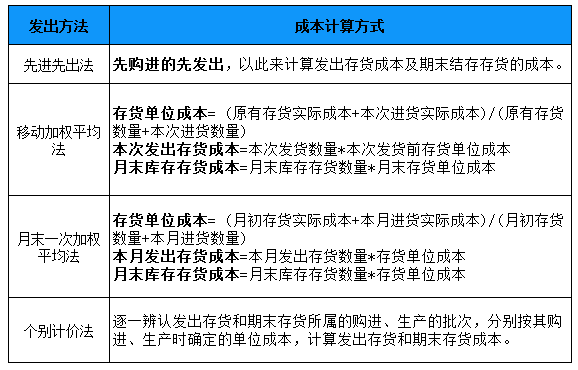 发出方法
成本计算方式
先进先出法
先购进的先发出，以此来计算发出存货成本及期末结存存货的成本。
移动加权平均
法
存货单位成本=（原有存货实际成本+本次进货实际成本)/(原有存货
数量+本次进货数量）
本次发出存货成本=本次发货数量*本次发货前存货单位成本
月末库存存货成本=月末库存存货数量*月末存货单位成本
月末一次加权
平均法
存货单位成本=（月初存货实际成本+本月进货实际成本)/(月初存货
数量+本月进货数量）
本月发出存货成本=本月发出存货数量*存货单位成本
月末库存存货成本=月末库存存货数量*存货单位成本
个别计价法
逐一辨认发出存货和期末存货所属的购进、生产的批次，分别按其购
进、生产时确定的单位成本，计算发出存货和期末存货成本。